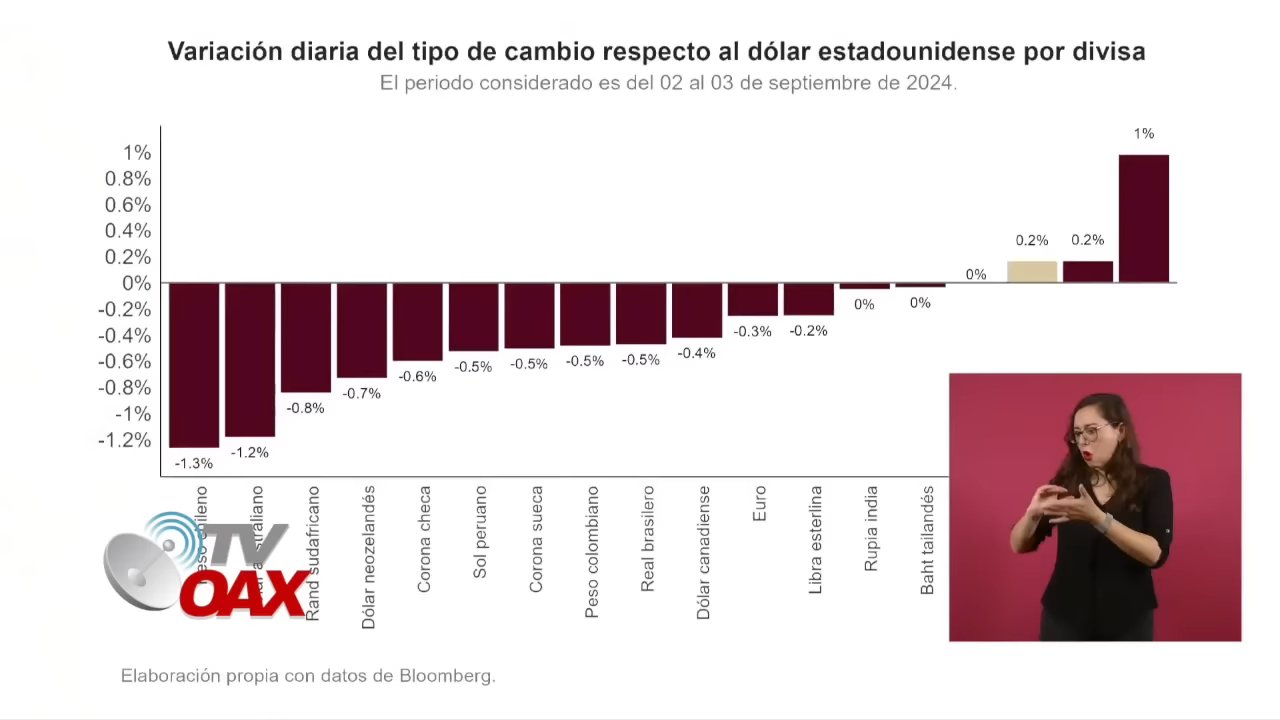 Variación diaria del tipo de cambio respecto al dólar estadounidense por divisa
El periodo considerado es del 02 al 03 de septiembre de 2024.
1%
0.8%
0.6%
0.4%
0.2%
0%
-0.2%
-0.4%
-0.6%
-0.8%
-1%
-1.2%
-1.3%
-1.2%
-0.8%
-0.7%
-0.6%
-0.5%
-0.5%
-0.5%
-0.5%
-0.4%
-0.3%
-0.2%
0%
0%
0%
0.2%
0.2%
1%
Rand sudafricano
Dólar neozelandés
Corona checa
Sol peruano
Corona sueca
Peso colombiano
Real brasilero
Dólar canadiense
Euro
Libra esterlina
Rupia india
Baht tailandés
TV
OAX
Elaboración propia con datos de Bloomberg.